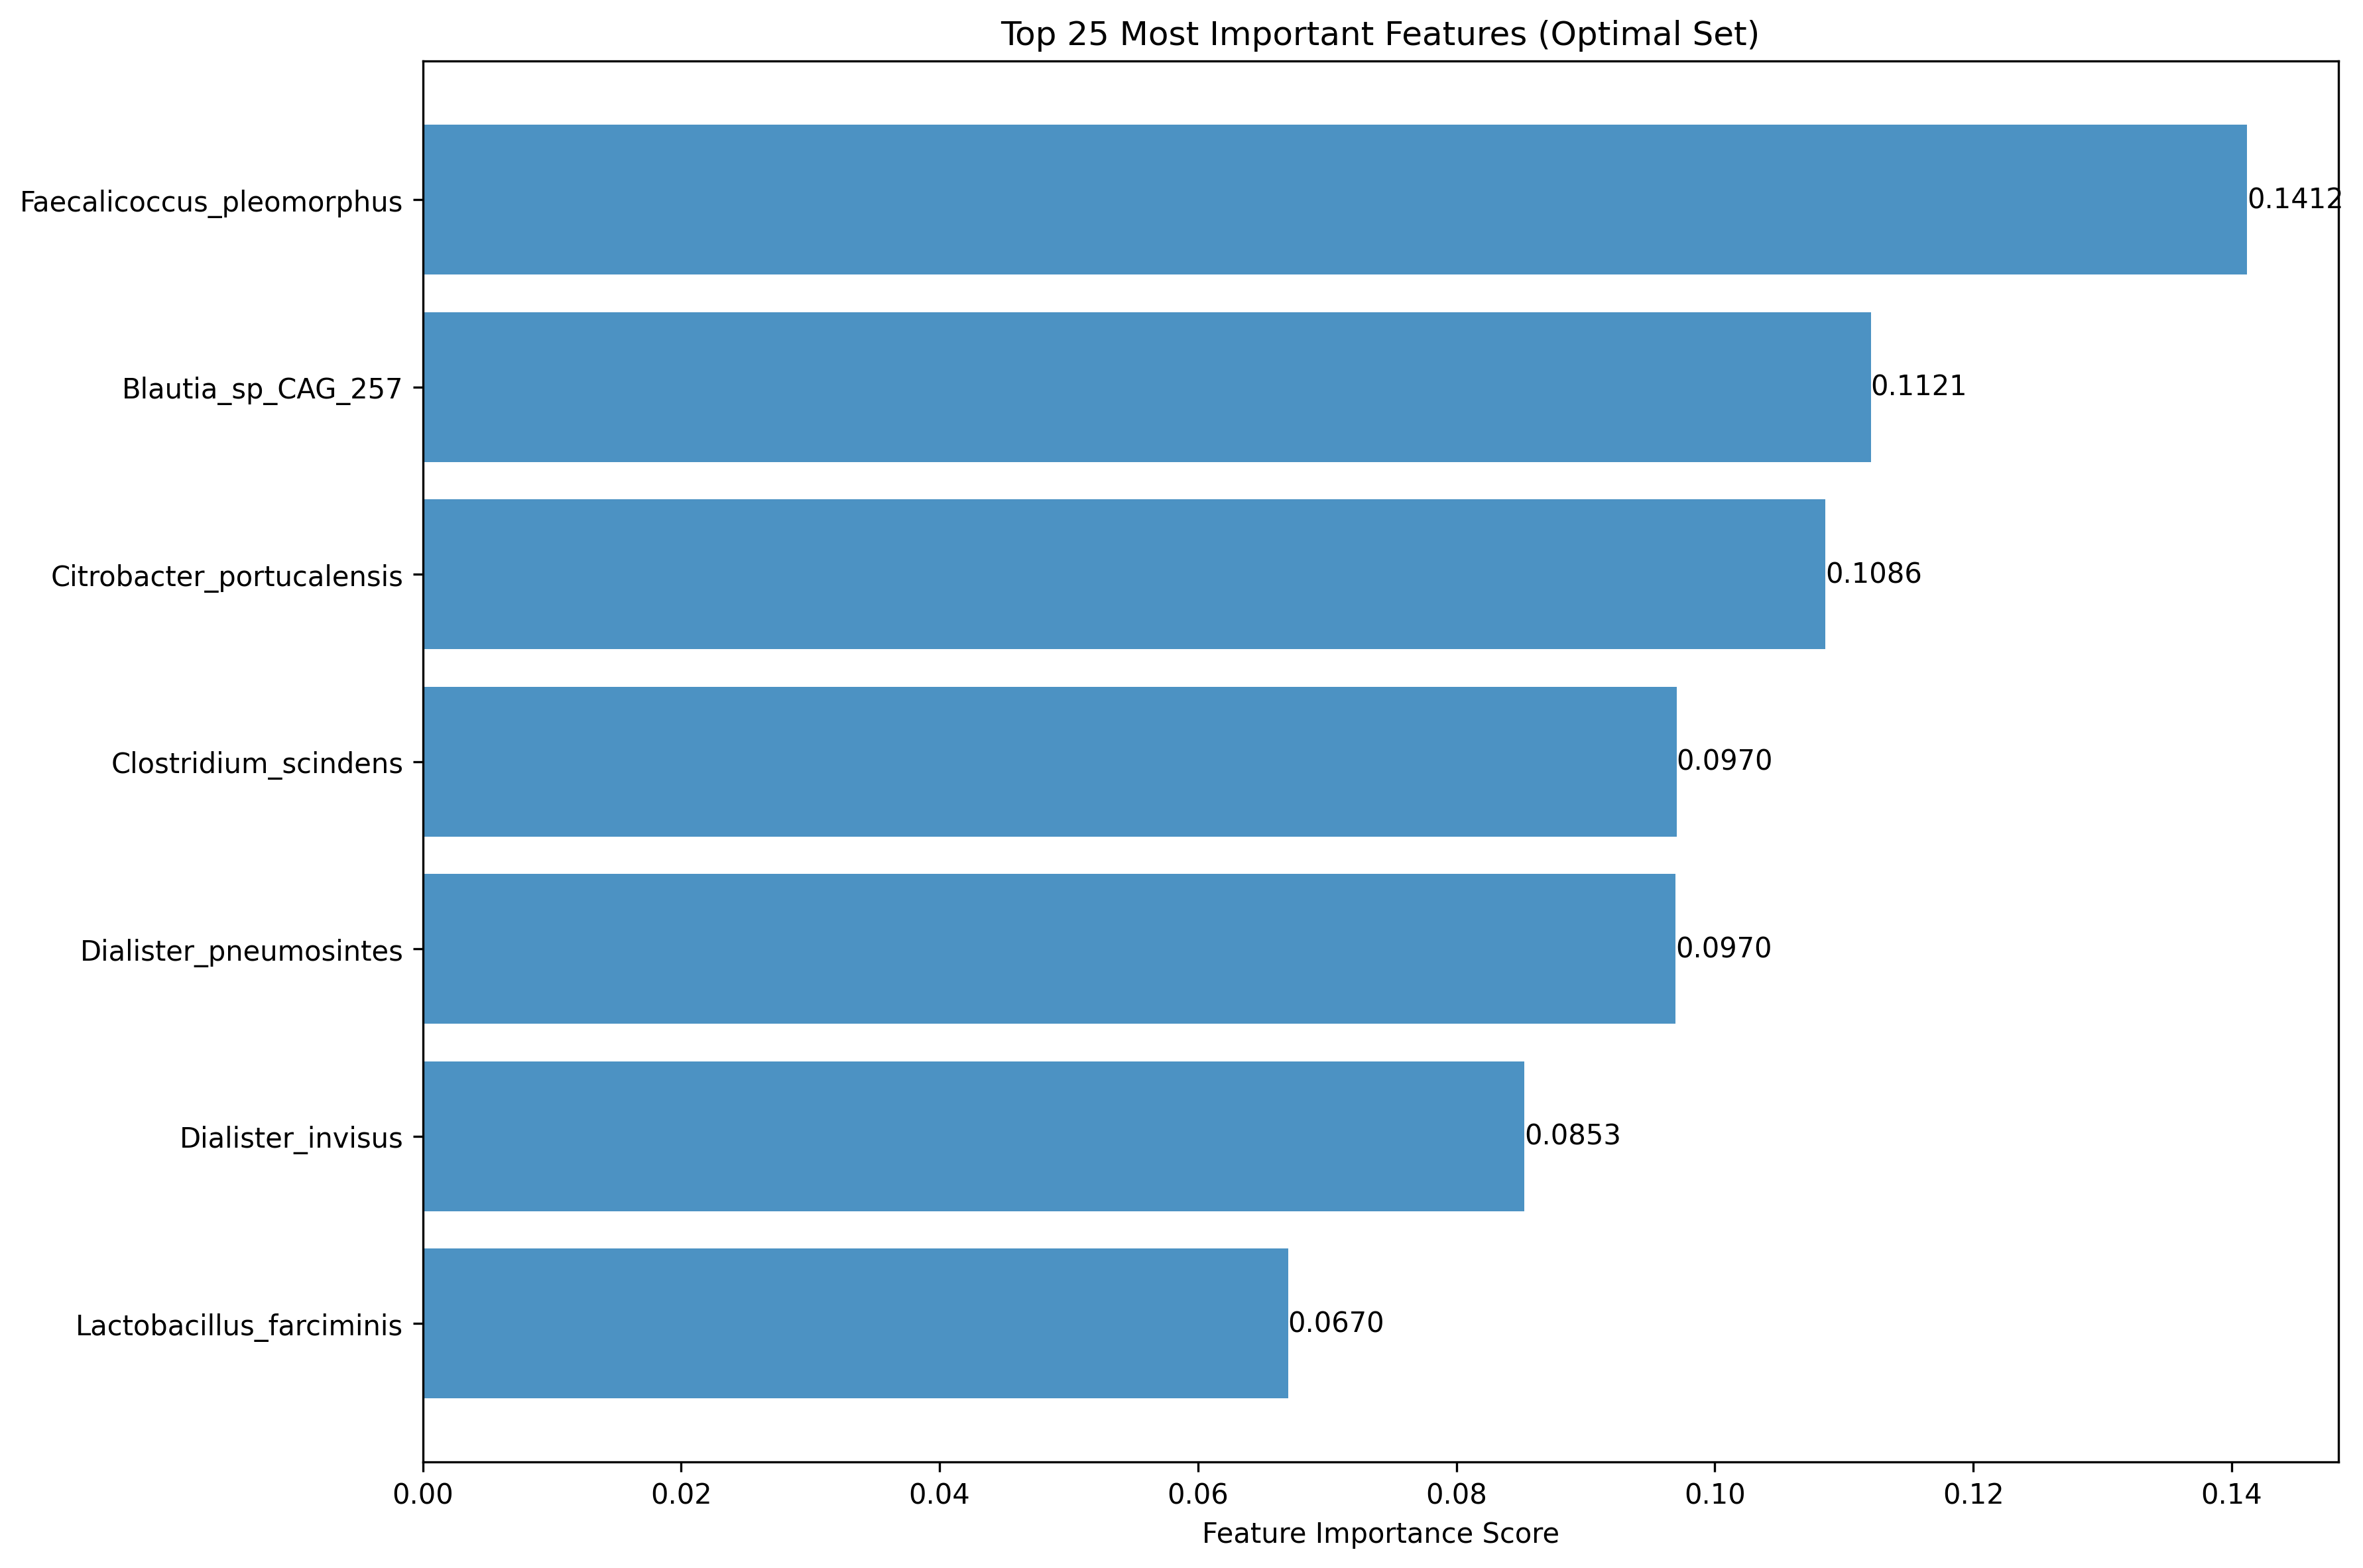 Top 25 Most Important Features (Optimal Set)
Faecalicoccus_pleomorphus 0.1412
Blautia_sp_CAG_257 0.1121
Citrobacter_portucalensis 0.1086
Clostridium_scindens 0.0970
Dialister_pneumosintes 0.0970
Dialister_invisus 0.0853
Lactobacillus_farciminis 0.0670
0.00 0.02 0.04 0.06 0.08 0.10 0.12 0.14
Feature Importance Score